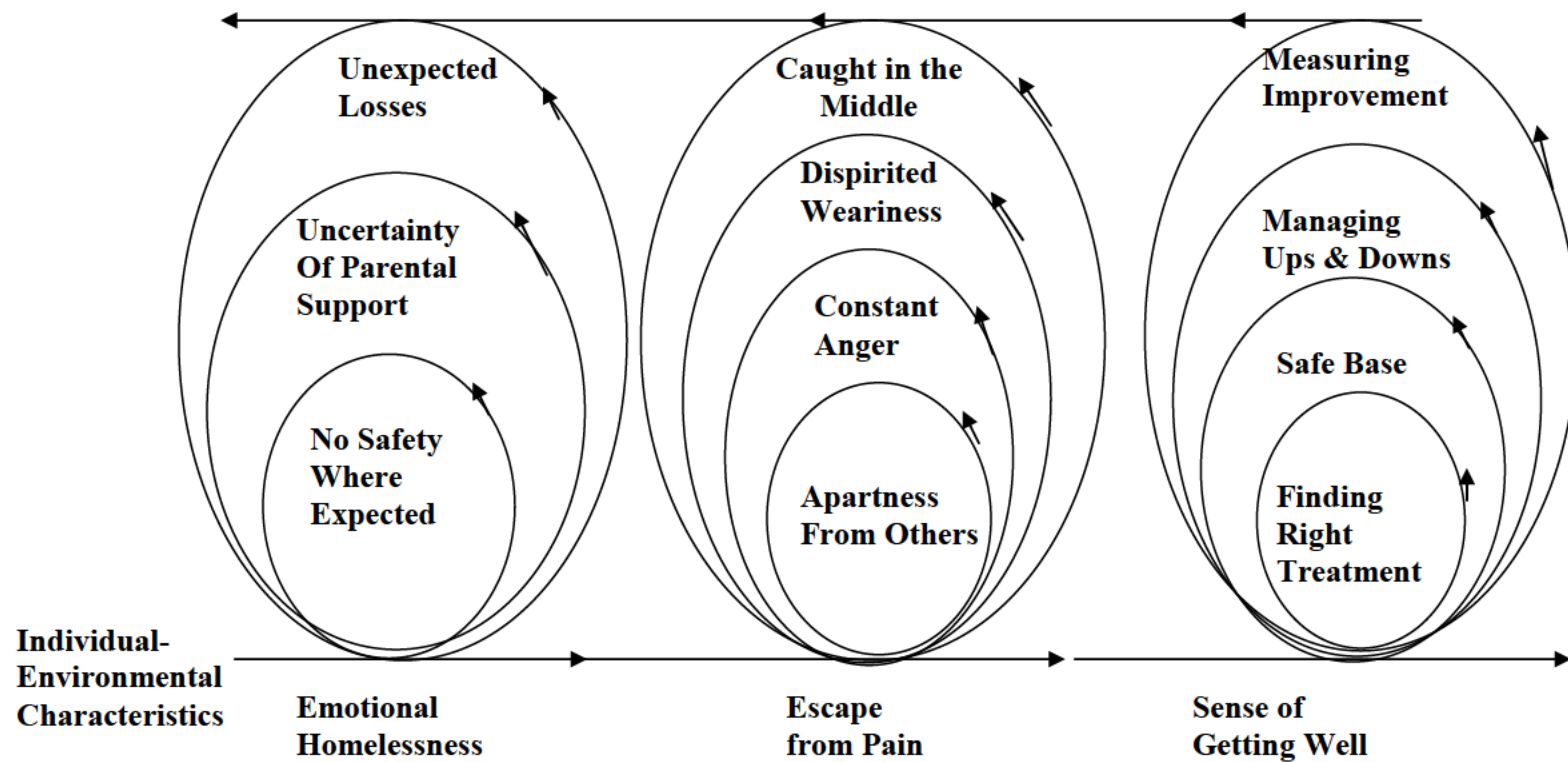 Unexpected
Losses
Uncertainty
Of Parental
Support
No Safety
Where
Expected
Caught in the
Middle
Dispirited
Weariness
Constant
Anger
Apartness
From Others
Measuring
Improvement
Managing
Ups & Downs
Safe Base
Finding
Right
Treatment
Individual-
Environmental
Characteristics
Emotional
Homelessness
Escape
from Pain
Sense of
Getting Well